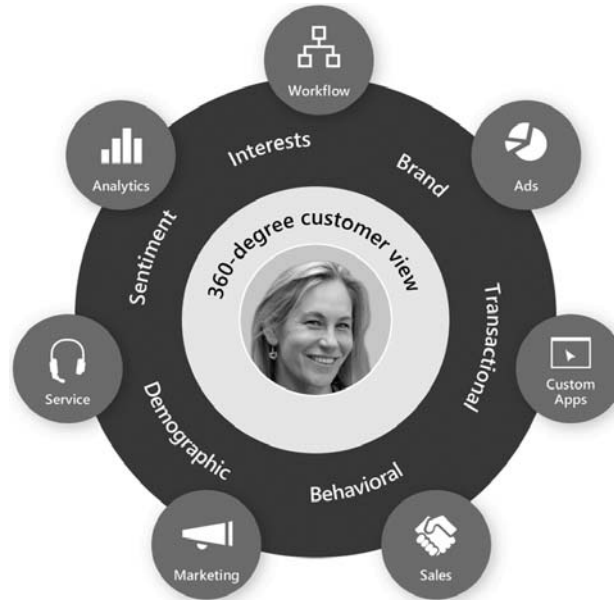 Workflow
Interests
Brand
Analytics
Ads
360-degree customer view
Sentiment
Transactional
Service
Custom
Apps
Demographic
Behavioral
Marketing
Sales